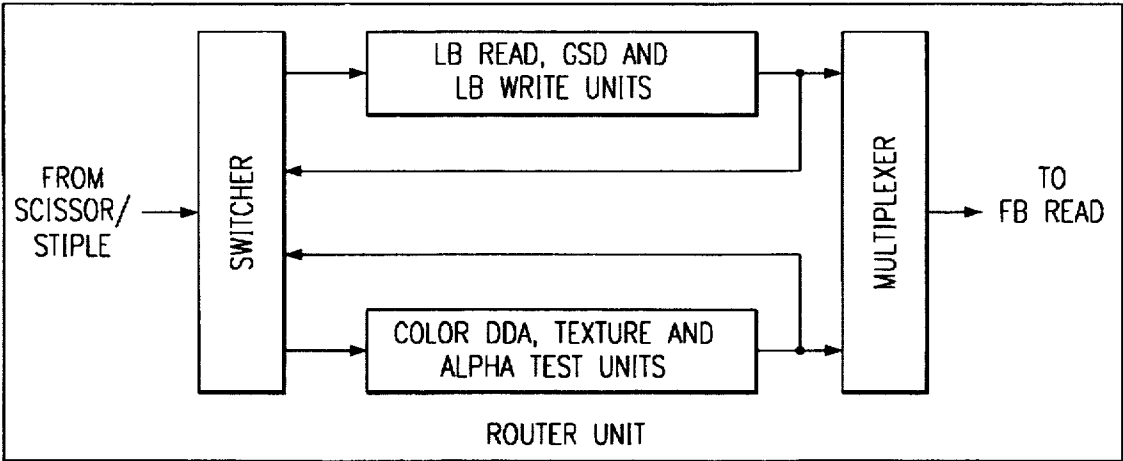 LB READ, GSD AND
LB WRITE UNITS
FROM
SCISSOR/
STIPLE
SWITCHER
MULTIPLEXER
TO
FB READ
COLOR DDA, TEXTURE AND
ALPHA TEST UNITS
ROUTER UNIT